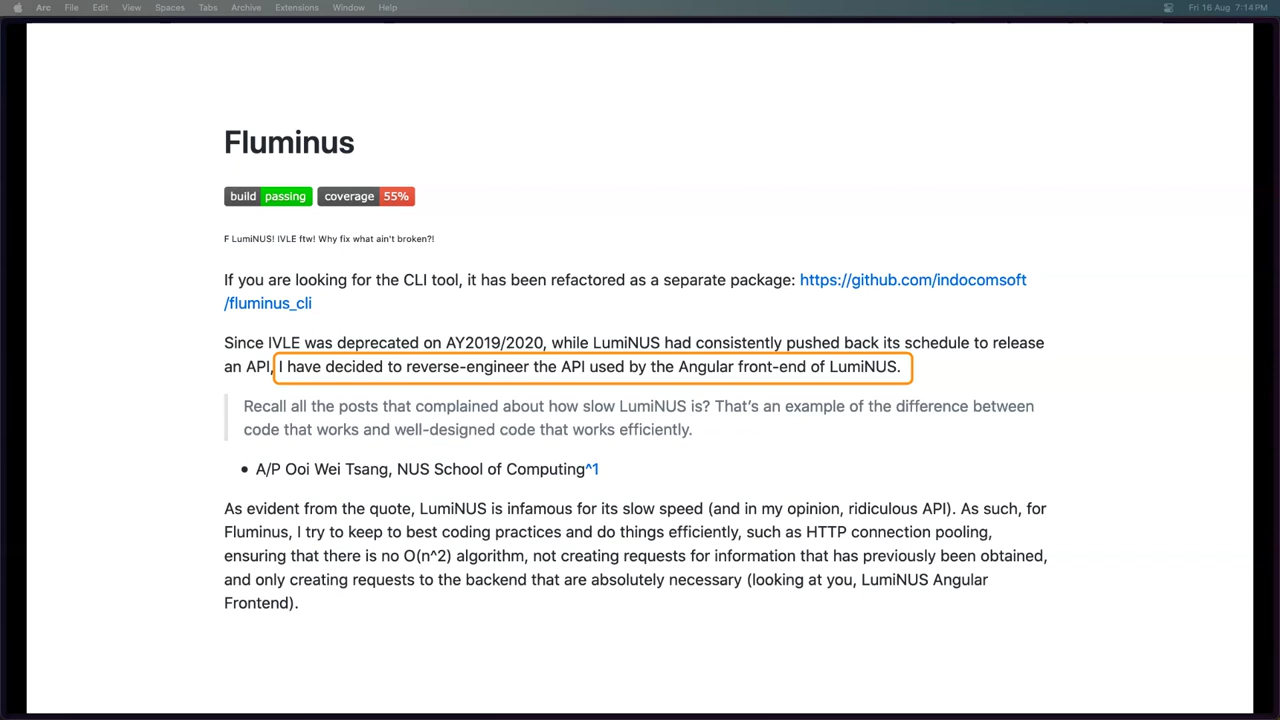 Arc File Edit View Spaces Tabs Archive Extensions Window Help Fri 16 Aug 7:14 PM
Fluminus
build passing coverage 55%
F LumiNUS! IVLE ftw! Why fix what ain't broken?!
If you are looking for the CLI tool, it has been refactored as a separate package: https://github.com/indocomsoft
/fluminus_cli
Since IVLE was deprecated on AY2019/2020, while LumiNUS had consistently pushed back its schedule to release
an API, I have decided to reverse-engineer the API used by the Angular front-end of LumiNUS.
Recall all the posts that complained about how slow LumiNUS is? That's an example of the difference between
code that works and well-designed code that works efficiently.
• A/P Ooi Wei Tsang, NUS School of Computing^1
As evident from the quote, LumiNUS is infamous for its slow speed (and in my opinion, ridiculous API). As such, for
Fluminus, I try to keep to best coding practices and do things efficiently, such as HTTP connection pooling,
ensuring that there is no O(n^2) algorithm, not creating requests for information that has previously been obtained,
and only creating requests to the backend that are absolutely necessary (looking at you, LumiNUS Angular
Frontend).